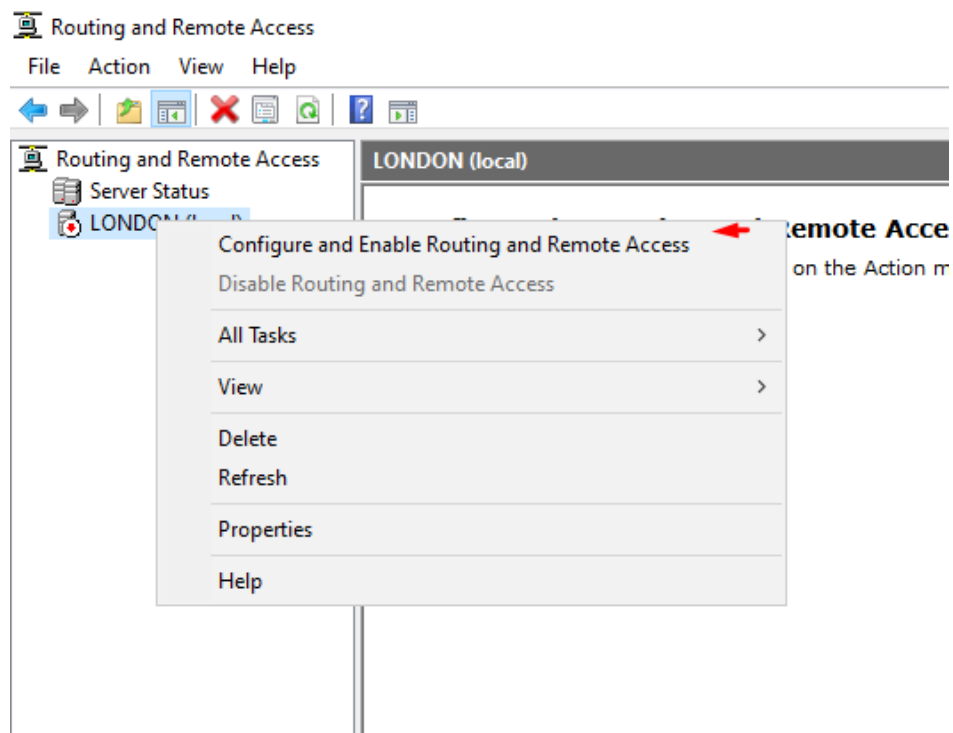 Routing and Remote Access
File Action View Help
Routing and Remote Access
LONDON (local)
Server Status
LONDON
Configure and Enable Routing and Remote Access
emote Acce
Disable Routing and Remote Access
on the Action m
All Tasks
View
Delete
Refresh
Properties
Help